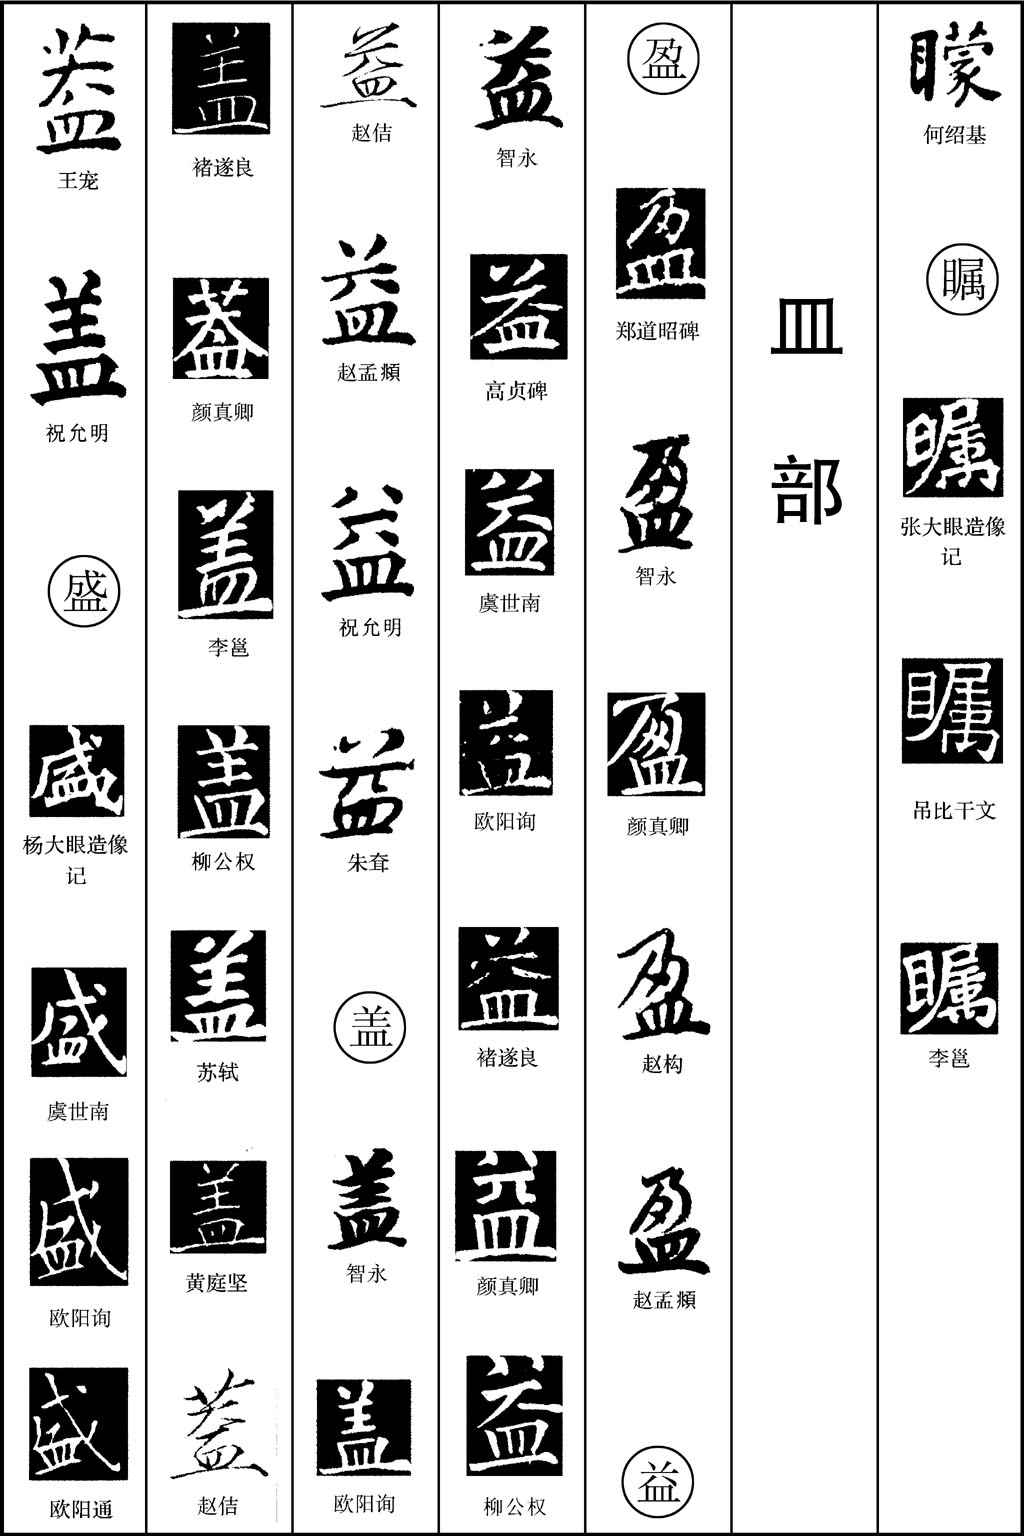 矇
何绍基
瞩
瞩
张大眼造像
记
瞩
吊比干文
瞩
李邕
皿
部
盈
盈
郑道昭碑
盈
智永
盈
颜真卿
盈
赵构
盈
赵孟頫
益
益
智永
益
高贞碑
益
虞世南
益
欧阳询
益
褚遂良
益
颜真卿
益
柳公权
益
赵佶
益
赵孟頫
益
祝允明
益
朱耷
盖
盖
智永
盖
欧阳询
盖
褚遂良
蓋
颜真卿
盖
李邕
盖
柳公权
盖
苏轼
盖
黄庭坚
蓋
赵佶
蓋
王宠
盖
祝允明
盛
盛
杨大眼造像
记
盛
虞世南
盛
欧阳询
盛
欧阳通